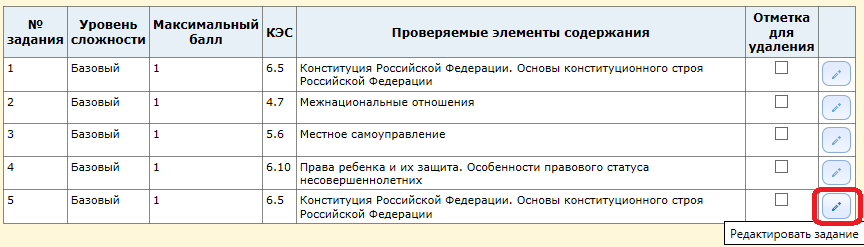 № задания Уровень сложности Максимальный балл КЭС Проверяемые элементы содержания Отметка для удаления
1 Базовый 1 6.5 Конституция Российской Федерации. Основы конституционного строя
Российской Федерации
2 Базовый 1 4.7 Межнациональные отношения
3 Базовый 1 5.6 Местное самоуправление
4 Базовый 1 6.10 Права ребенка и их защита. Особенности правового статуса
несовершеннолетних
5 Базовый 1 6.5 Конституция Российской Федерации. Основы конституционного строя
Российской Федерации
Редактировать задание